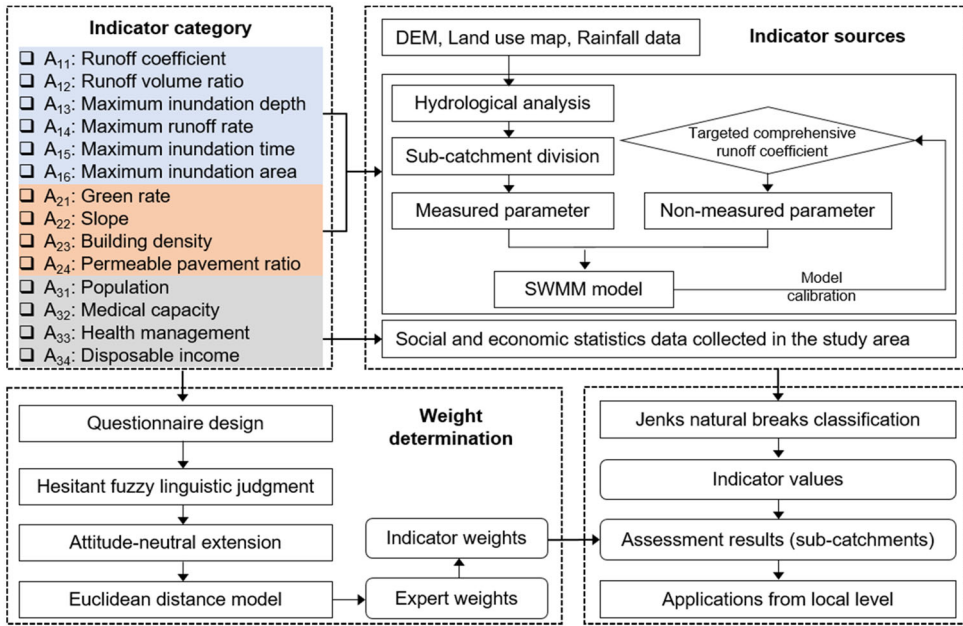 Indicator category
❑ A₁₁: Runoff coefficient
❑ A₁₂: Runoff volume ratio
❑ A₁₃: Maximum inundation depth
❑ A₁₄: Maximum runoff rate
❑ A₁₅: Maximum inundation time
❑ A₁₆: Maximum inundation area
❑ A₂₁: Green rate
❑ A₂₂: Slope
❑ A₂₃: Building density
❑ A₂₄: Permeable pavement ratio
❑ A₃₁: Population
❑ A₃₂: Medical capacity
❑ A₃₃: Health management
❑ A₃₄: Disposable income
Indicator sources
DEM, Land use map, Rainfall data
Hydrological analysis
Sub-catchment division
Measured parameter
Targeted comprehensive
runoff coefficient
Non-measured parameter
SWMM model
Model
calibration
Social and economic statistics data collected in the study area
Weight
determination
Questionnaire design
Hesitant fuzzy linguistic judgment
Attitude-neutral extension
Euclidean distance model
Indicator weights
Expert weights
Jenks natural breaks classification
Indicator values
Assessment results (sub-catchments)
Applications from local level